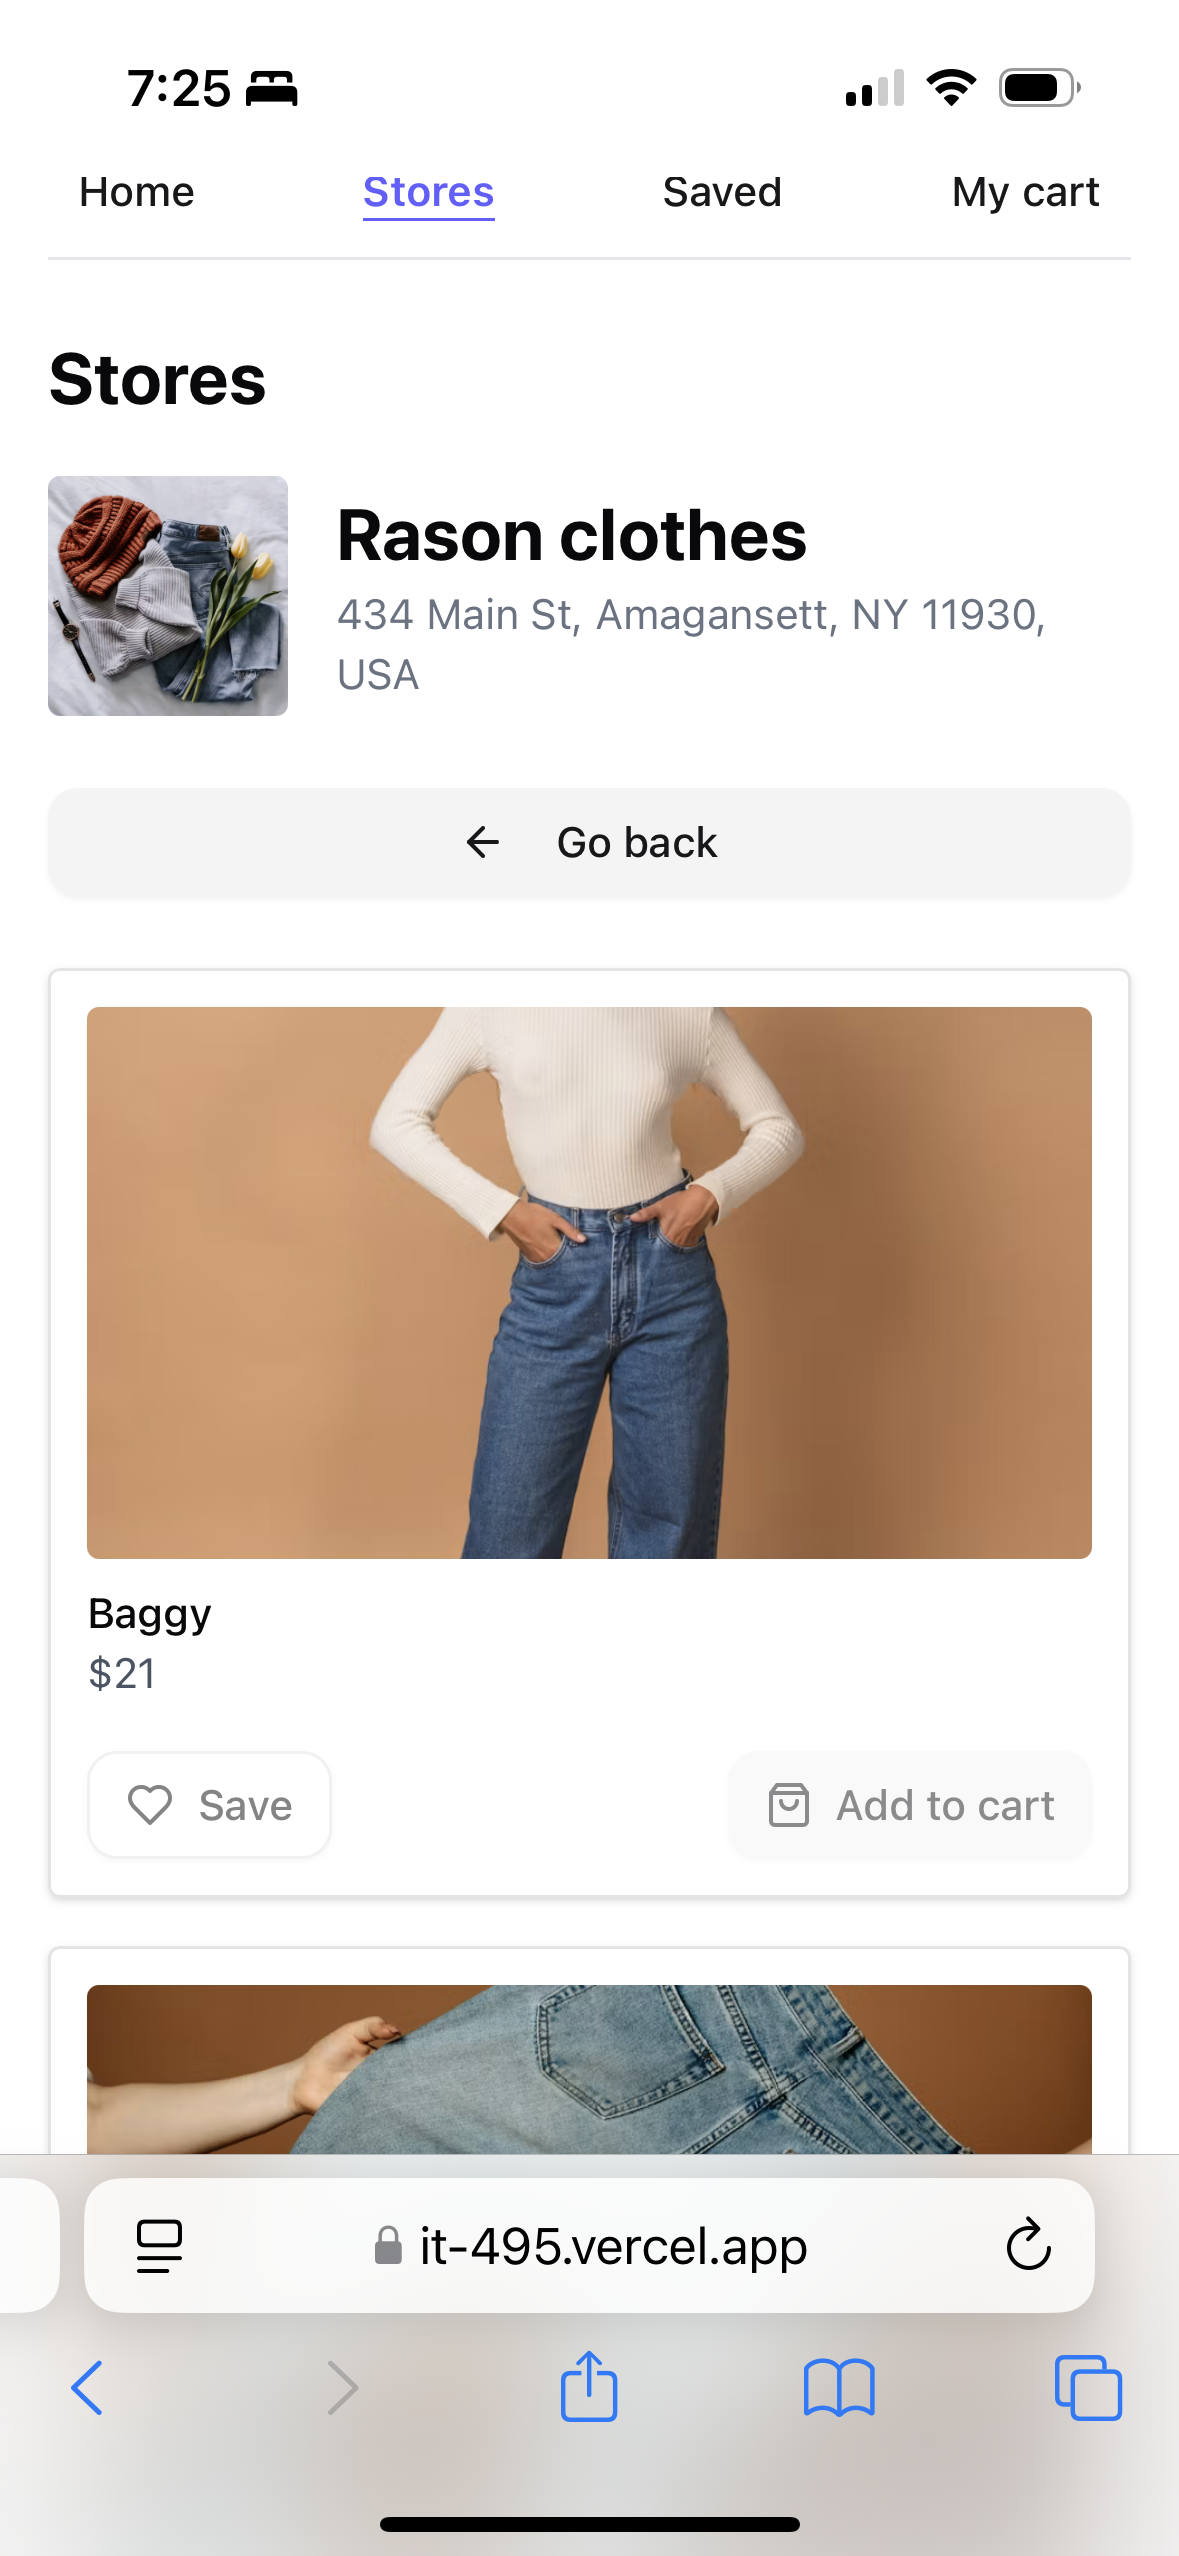 7:25
Home Stores Saved My cart
Stores
Rason clothes
434 Main St, Amagansett, NY 11930,
USA
Go back
Baggy
$21
Save Add to cart
it-495.vercel.app